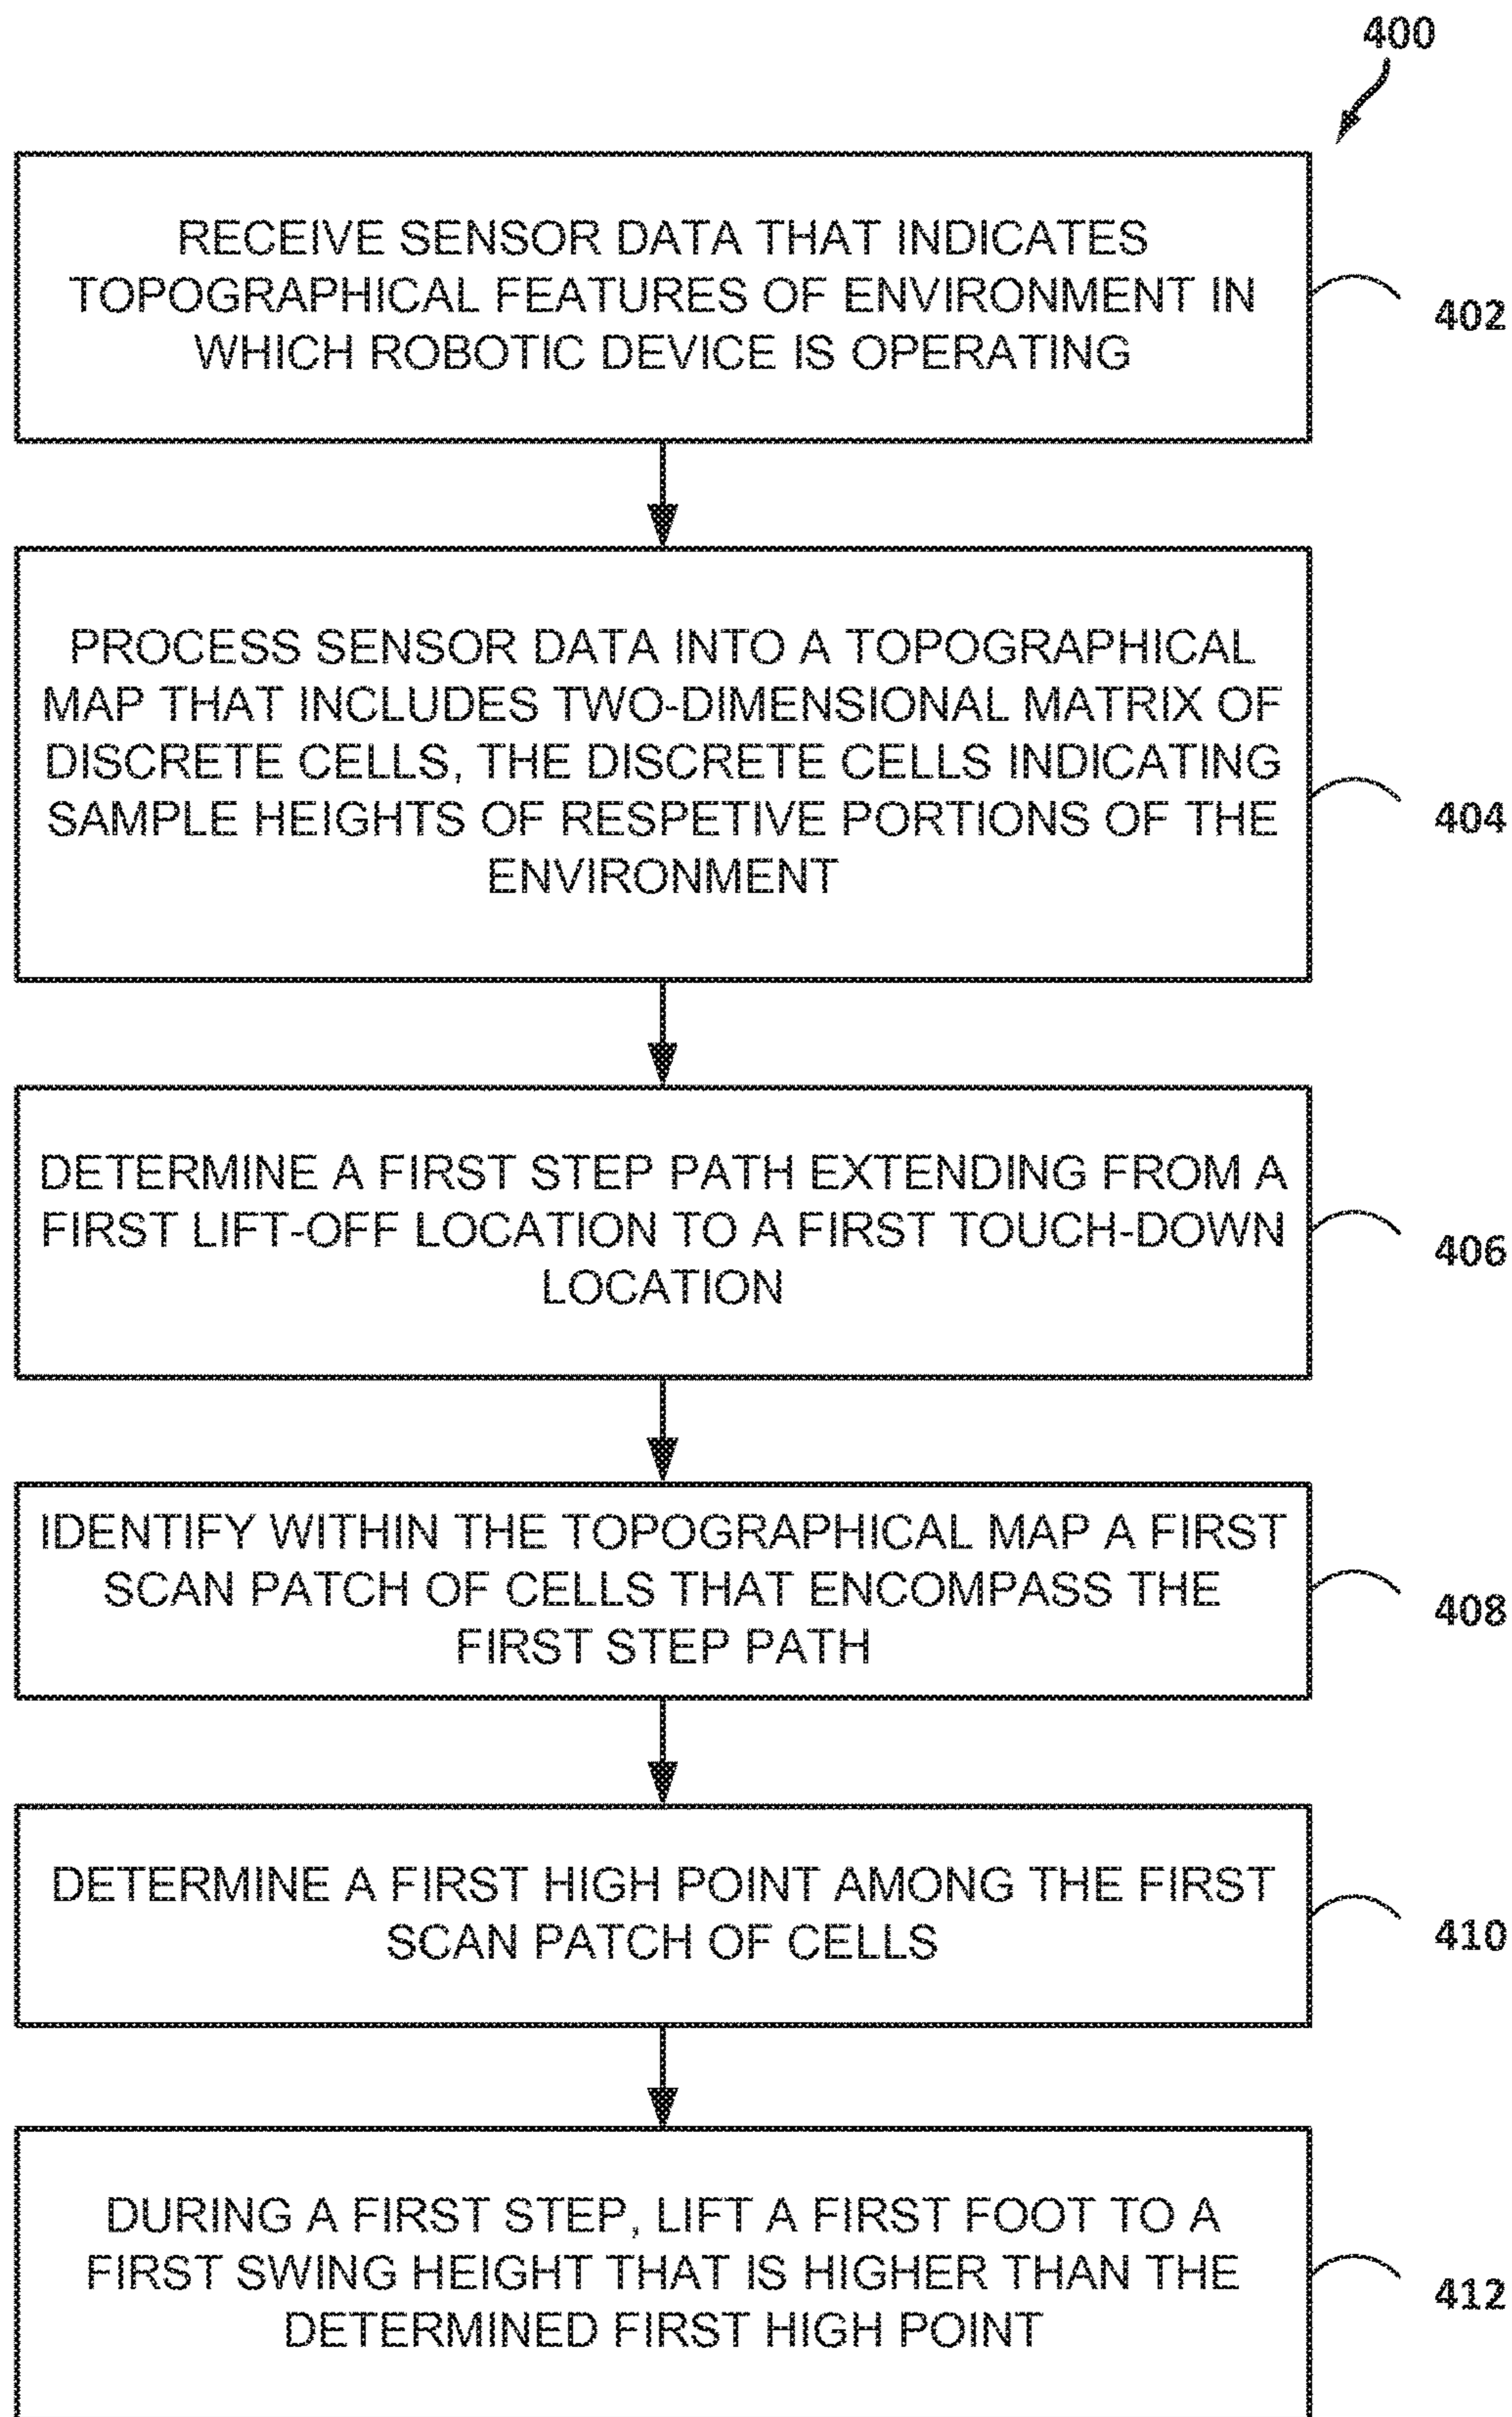 400
RECEIVE SENSOR DATA THAT INDICATES
TOPOGRAPHICAL FEATURES OF ENVIRONMENT IN
WHICH ROBOTIC DEVICE IS OPERATING
402
PROCESS SENSOR DATA INTO A TOPOGRAPHICAL
MAP THAT INCLUDES TWO-DIMENSIONAL MATRIX OF
DISCRETE CELLS, THE DISCRETE CELLS INDICATING
SAMPLE HEIGHTS OF RESPETIVE PORTIONS OF THE
ENVIRONMENT
404
DETERMINE A FIRST STEP PATH EXTENDING FROM A
FIRST LIFT-OFF LOCATION TO A FIRST TOUCH-DOWN
LOCATION
406
IDENTIFY WITHIN THE TOPOGRAPHICAL MAP A FIRST
SCAN PATCH OF CELLS THAT ENCOMPASS THE
FIRST STEP PATH
408
DETERMINE A FIRST HIGH POINT AMONG THE FIRST
SCAN PATCH OF CELLS
410
DURING A FIRST STEP, LIFT A FIRST FOOT TO A
FIRST SWING HEIGHT THAT IS HIGHER THAN THE
DETERMINED FIRST HIGH POINT
412